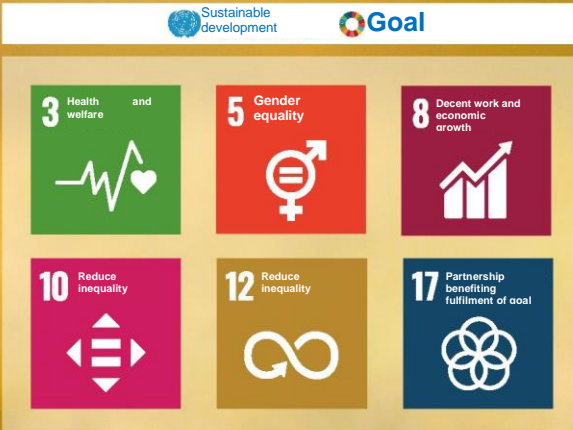 Sustainable
development
Goal
3 Health and
welfare
5 Gender
equality
8 Decent work and
economic
growth
10 Reduce
inequality
12 Reduce
inequality
17 Partnership
benefiting
fulfilment of goal